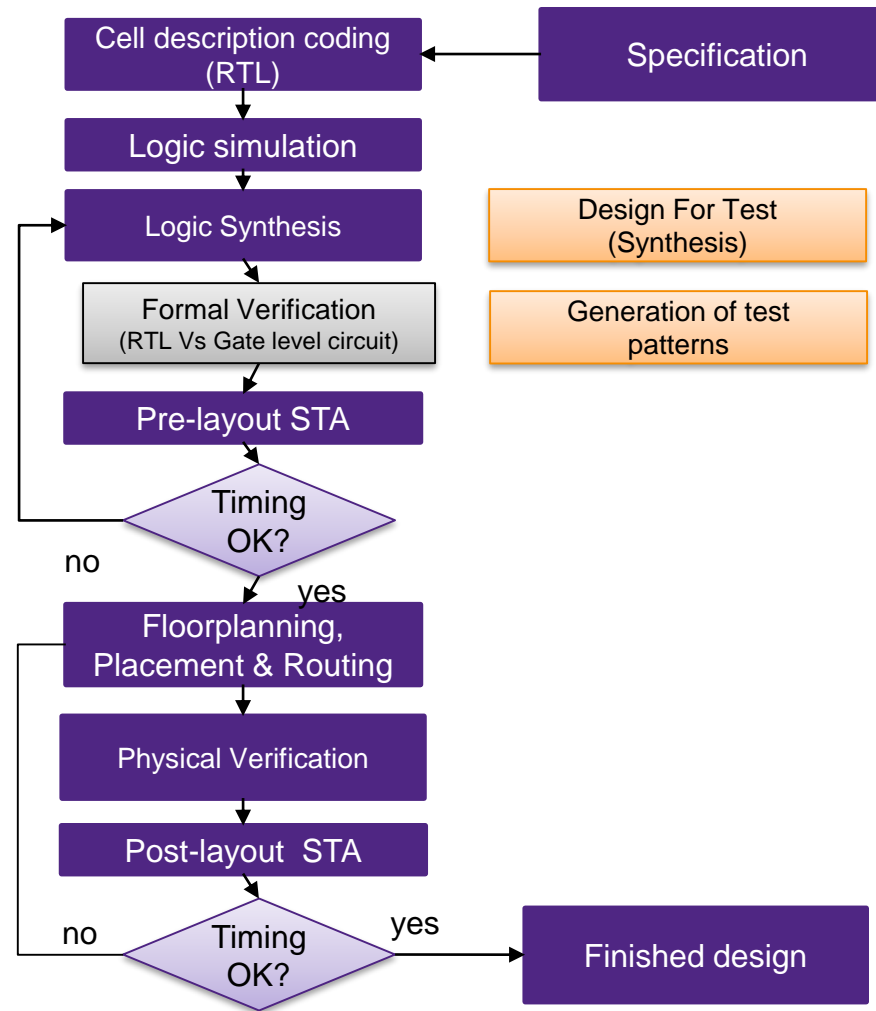 Cell description coding
(RTL)
Specification
Logic simulation
Logic Synthesis
Design For Test
(Synthesis)
Formal Verification
(RTL Vs Gate level circuit)
Generation of test
patterns
Pre-layout STA
Timing
OK?
no
yes
Floorplanning,
Placement & Routing
Physical Verification
Post-layout STA
no
Timing
OK?
yes
Finished design